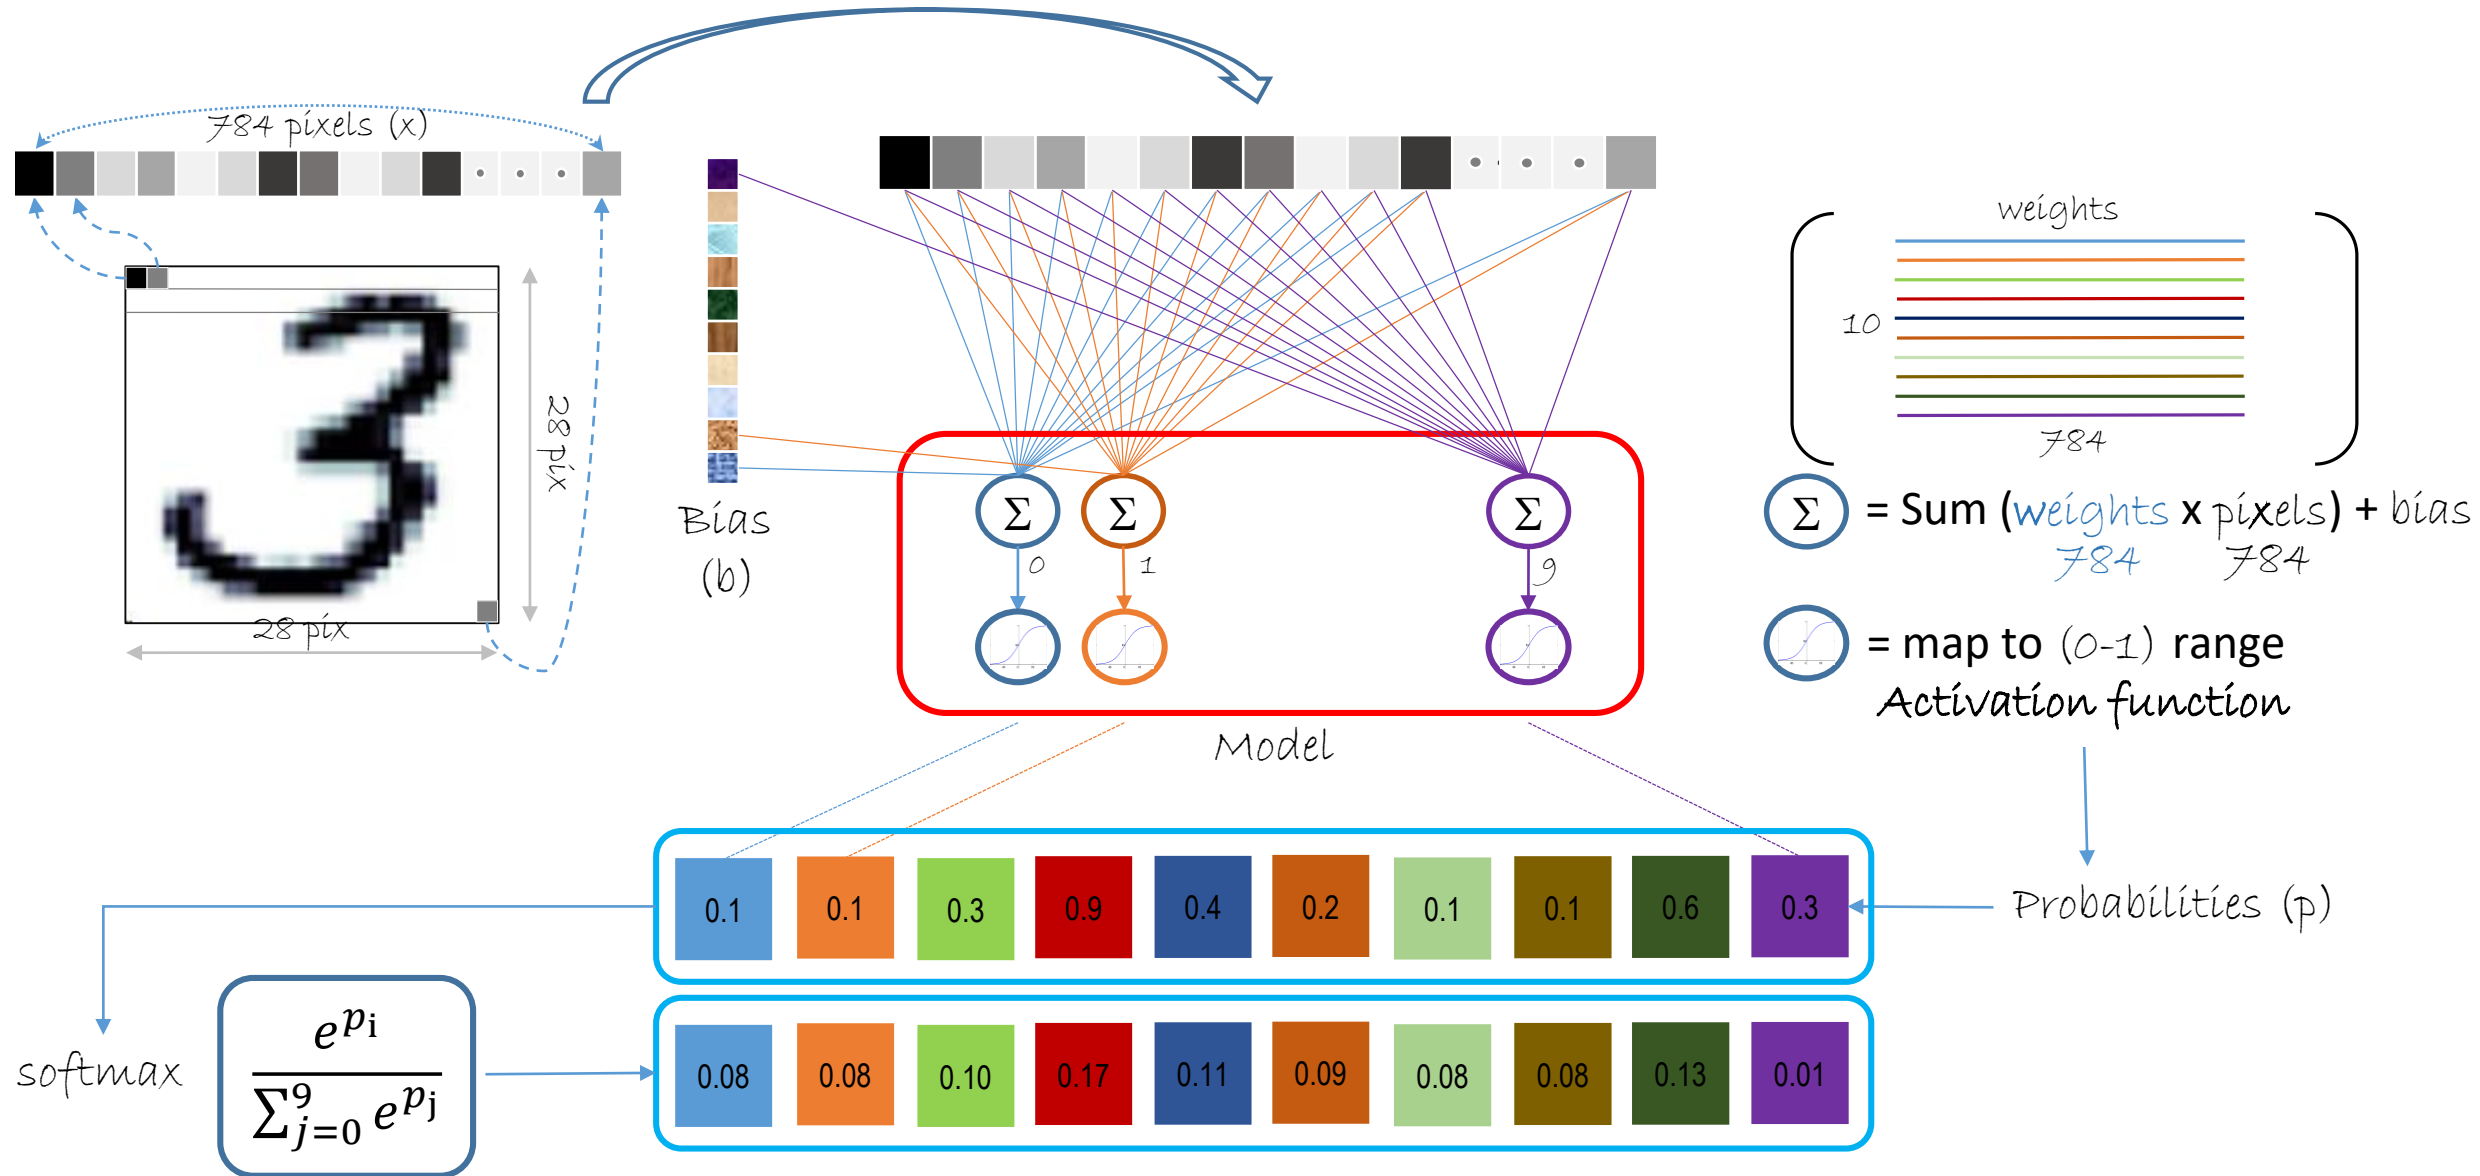 784 pixels (x)
28 pix
28 pix
Bias
(b)
Σ
Σ
Σ
0
1
9
Model
weights
10
784
Σ = Sum (weights x pixels) + bias
784 784
= map to (0-1) range
Activation function
Probabilities (p)
0.1 0.1 0.3 0.9 0.4 0.2 0.1 0.1 0.6 0.3
softmax
e^{p_i}
∑_{j=0}^{9} e^{p_j}
0.08 0.08 0.10 0.17 0.11 0.09 0.08 0.08 0.13 0.01